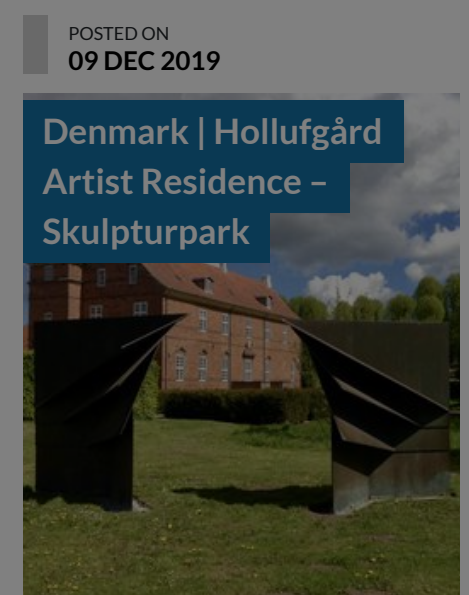 POSTED ON
09 DEC 2019
Denmark | Hollufgård
Artist Residence –
Skulpturpark